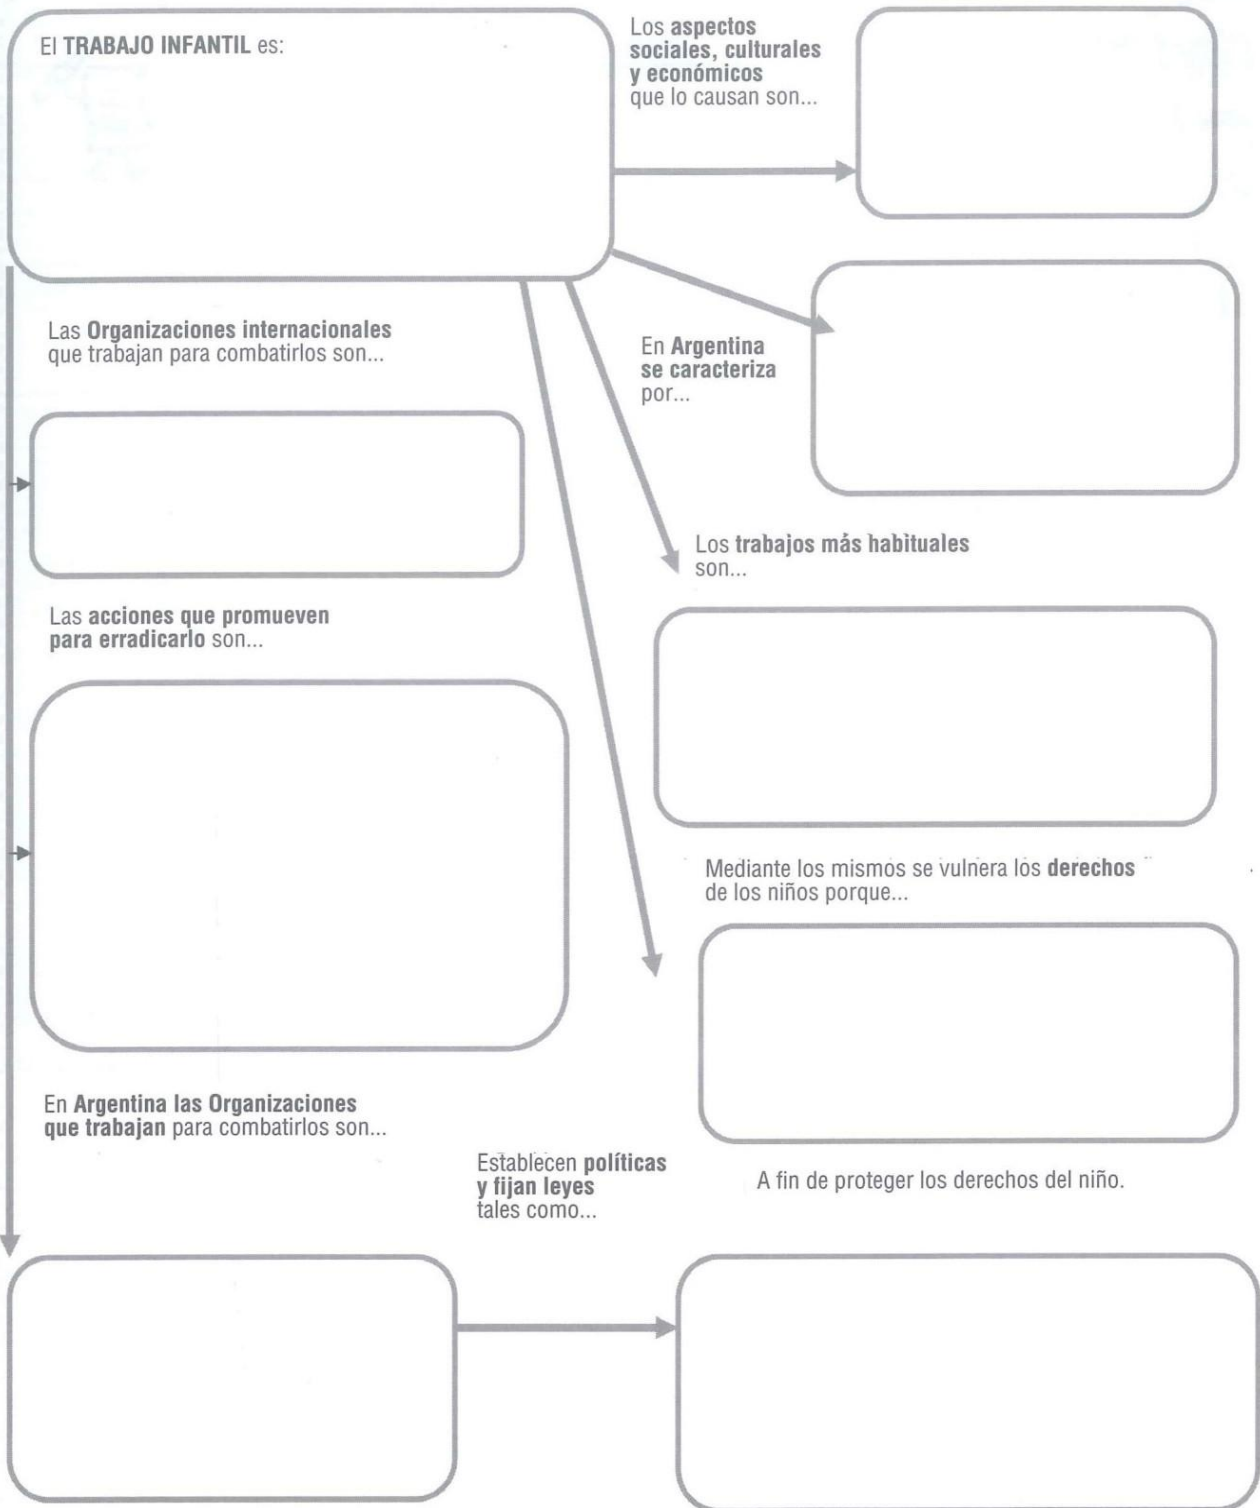 El TRABAJO INFANTIL es:
Los aspectos
sociales, culturales
y económicos
que lo causan son...
Las Organizaciones internacionales
que trabajan para combatirlos son...
En Argentina
se caracteriza
por...
Los trabajos más habituales
son...
Las acciones que promueven
para erradicarlo son...
Mediante los mismos se vulnera los derechos
de los niños porque...
En Argentina las Organizaciones
que trabajan para combatirlos son...
Establecen políticas
y fijan leyes
tales como...
A fin de proteger los derechos del niño.